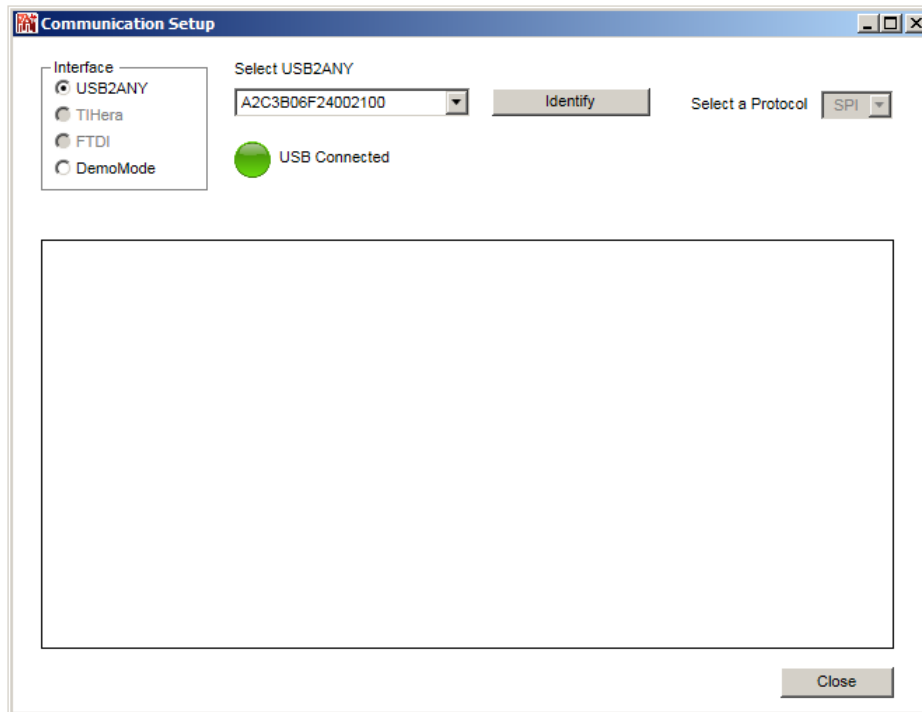 Communication Setup
Interface
USB2ANY
TIHera
FTDI
DemoMode
Select USB2ANY
A2C3B06F24002100
Identify
USB Connected
Select a Protocol
SPI
Close